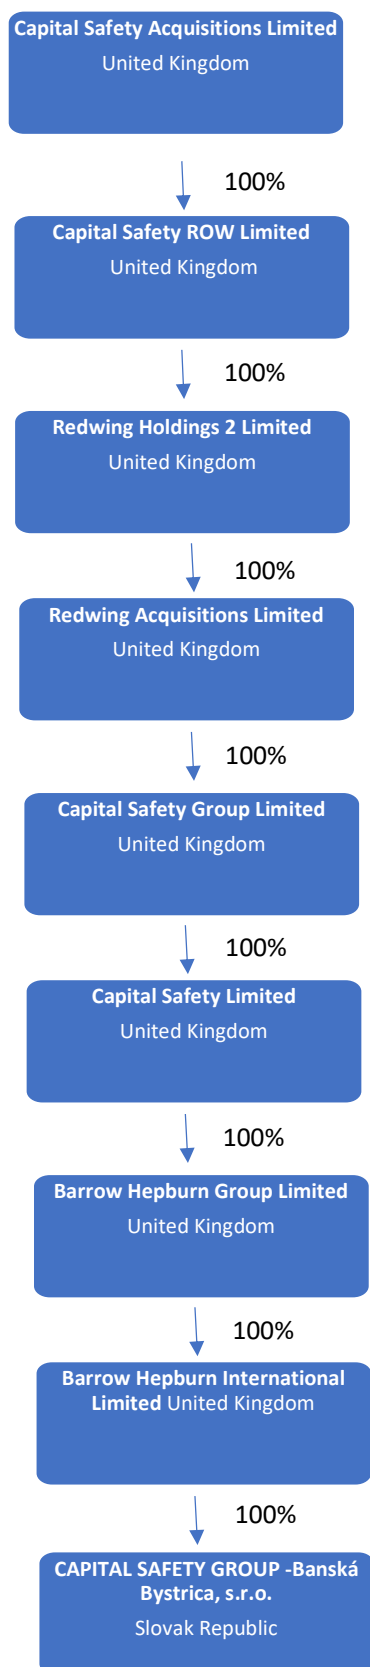 Capital Safety Acquisitions Limited
United Kingdom
100%
Capital Safety ROW Limited
United Kingdom
100%
Redwing Holdings 2 Limited
United Kingdom
100%
Redwing Acquisitions Limited
United Kingdom
100%
Capital Safety Group Limited
United Kingdom
100%
Capital Safety Limited
United Kingdom
100%
Barrow Hepburn Group Limited
United Kingdom
100%
Barrow Hepburn International
Limited United Kingdom
100%
CAPITAL SAFETY GROUP -Banská
Bystrica, s.r.o.
Slovak Republic